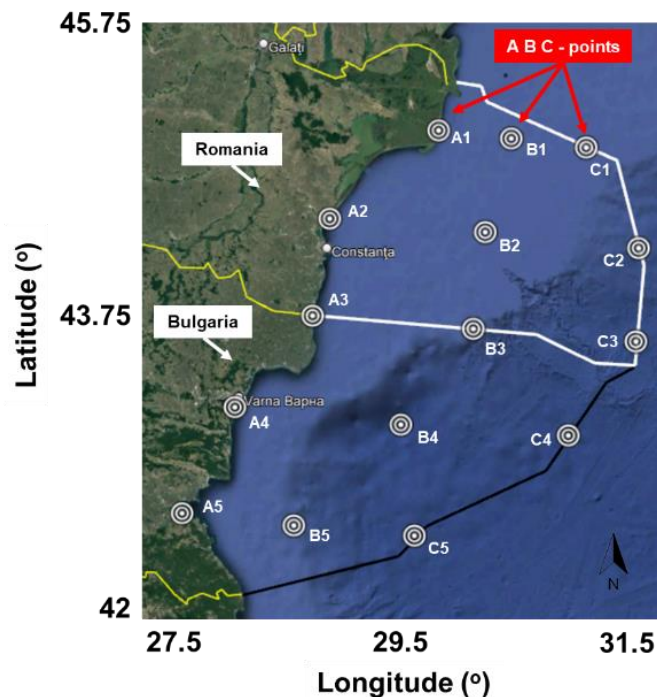 45.75
Galați
A B C - points
A1
B1
C1
Romania
A2
B2
C2
Constanța
43.75
A3
B3
C3
Bulgaria
Varna Варна
A4
B4
C4
A5
B5
C5
N
42
27.5
29.5
31.5
Latitude (º)
Longitude (º)